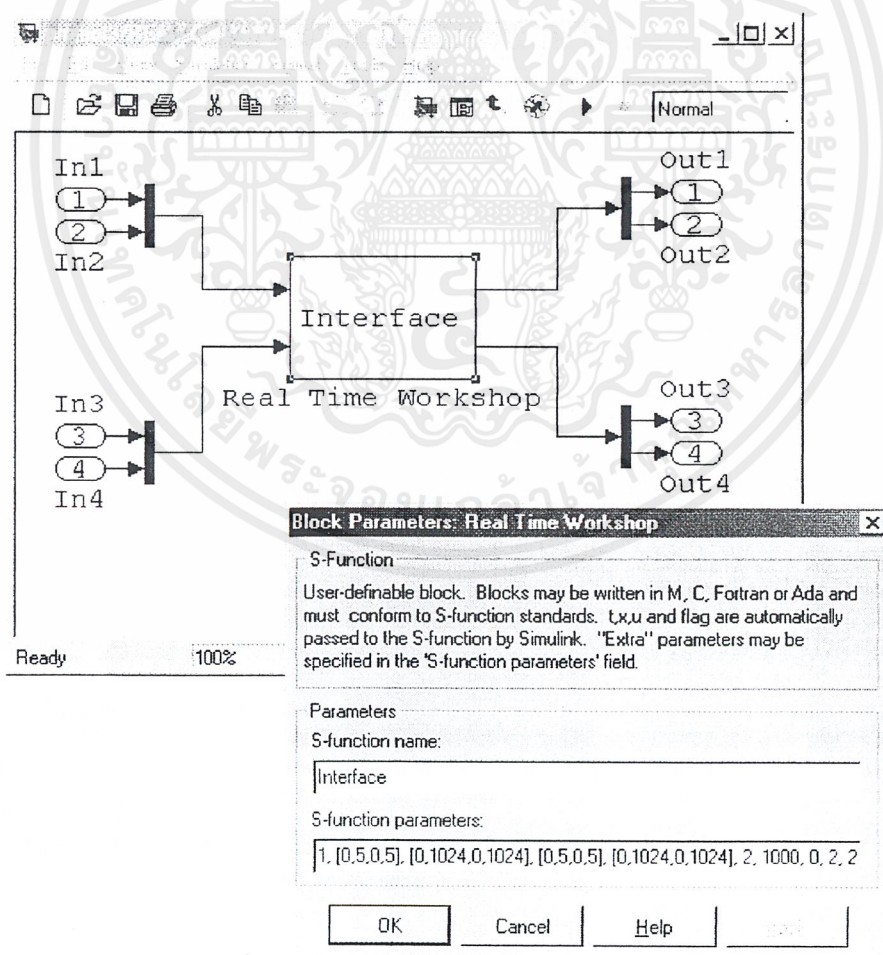 Normal
In1
1
2
In2
Out1
1
2
Out2
Interface
Real Time Workshop
In3
3
4
In4
Out3
3
4
Out4
Ready
100%
Block Parameters: Real Time Workshop
S-Function
User-definable block. Blocks may be written in M, C, Fortran or Ada and
must conform to S-function standards. t,x,u and flag are automatically
passed to the S-function by Simulink. "Extra" parameters may be
specified in the 'S-function parameters' field.
Parameters
S-function name:
Interface
S-function parameters:
1, [0,5,0,5], [0,1024,0,1024], [0,5,0,5], [0,1024,0,1024], 2, 1000, 0, 2, 2
OK
Cancel
Help